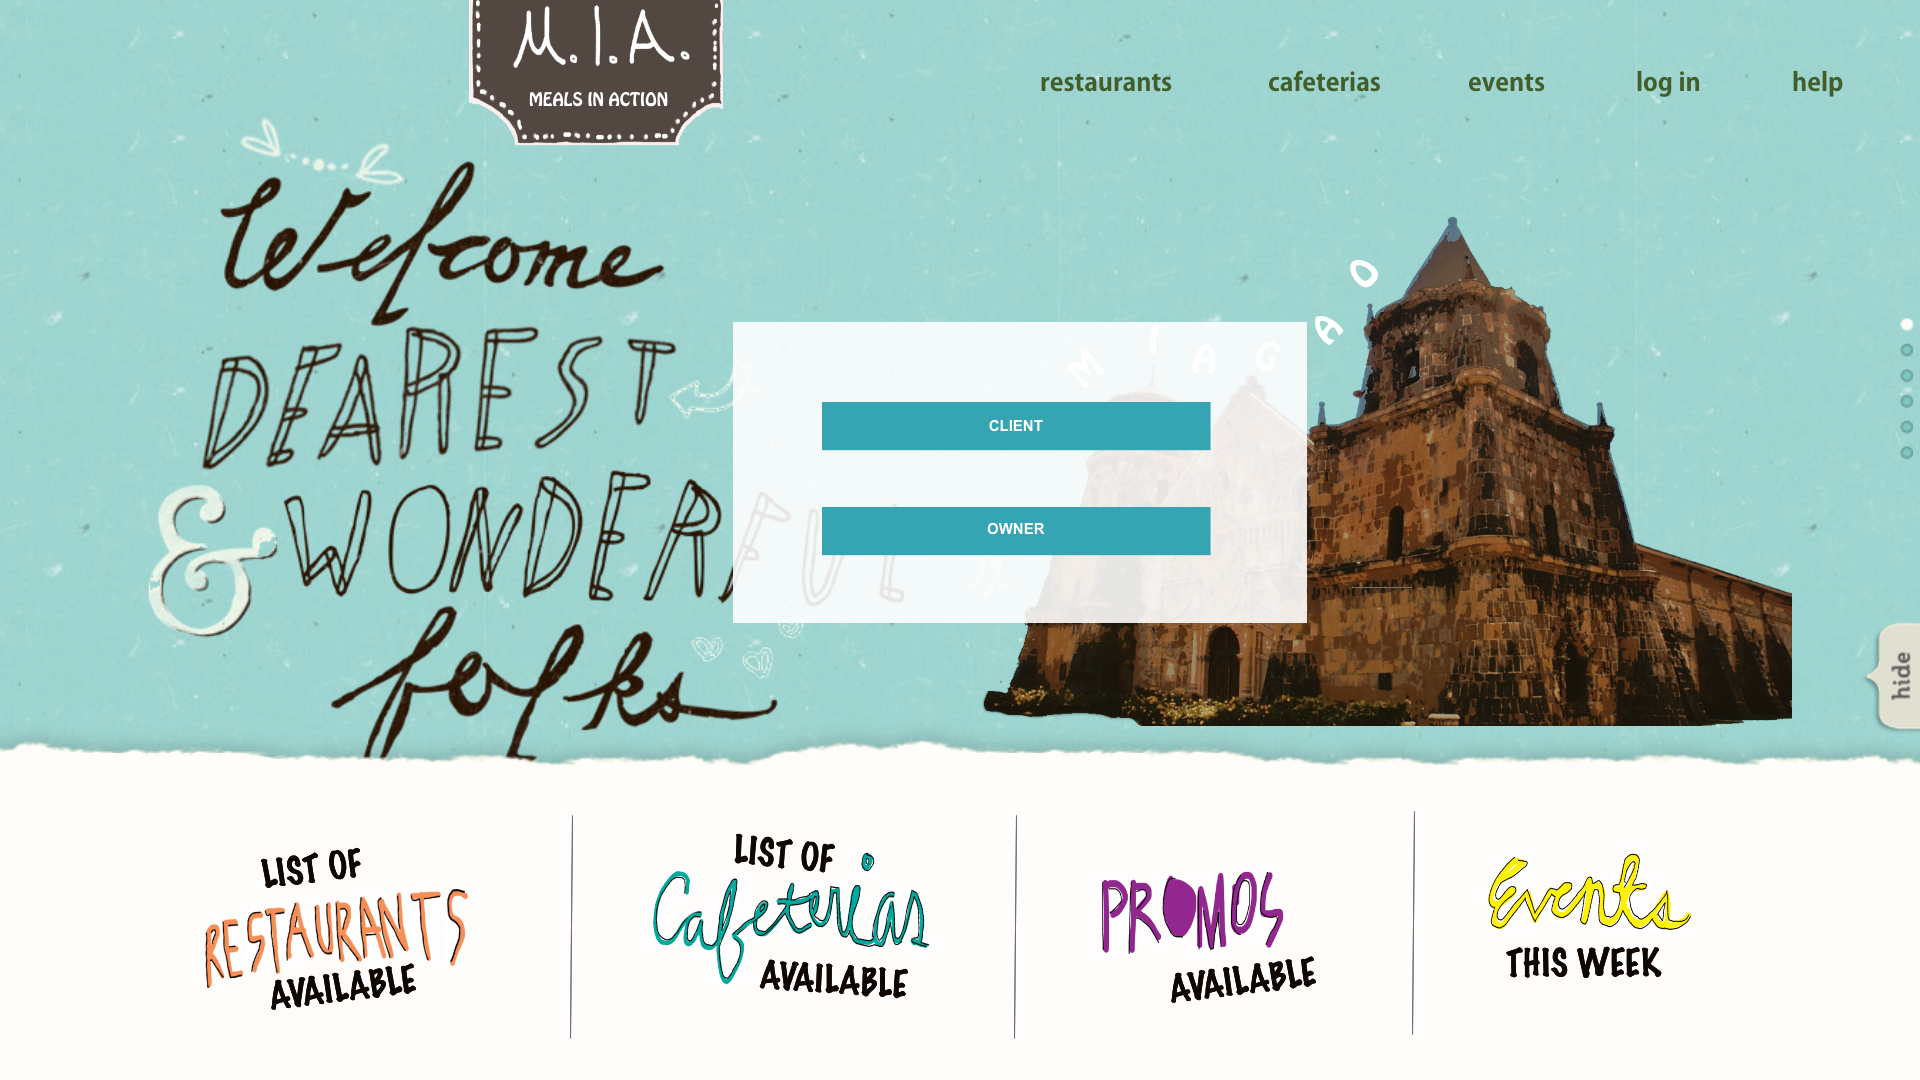 M.I.A.
MEALS IN ACTION
restaurants
cafeterias
events
log in
help
Welcome
DEAREST
& WONDERFUL
folks
MIAGAO
CLIENT
OWNER
hide
LIST OF
RESTAURANTS
AVAILABLE
LIST OF
Cafeterias
AVAILABLE
PROMOS
AVAILABLE
Events
THIS WEEK